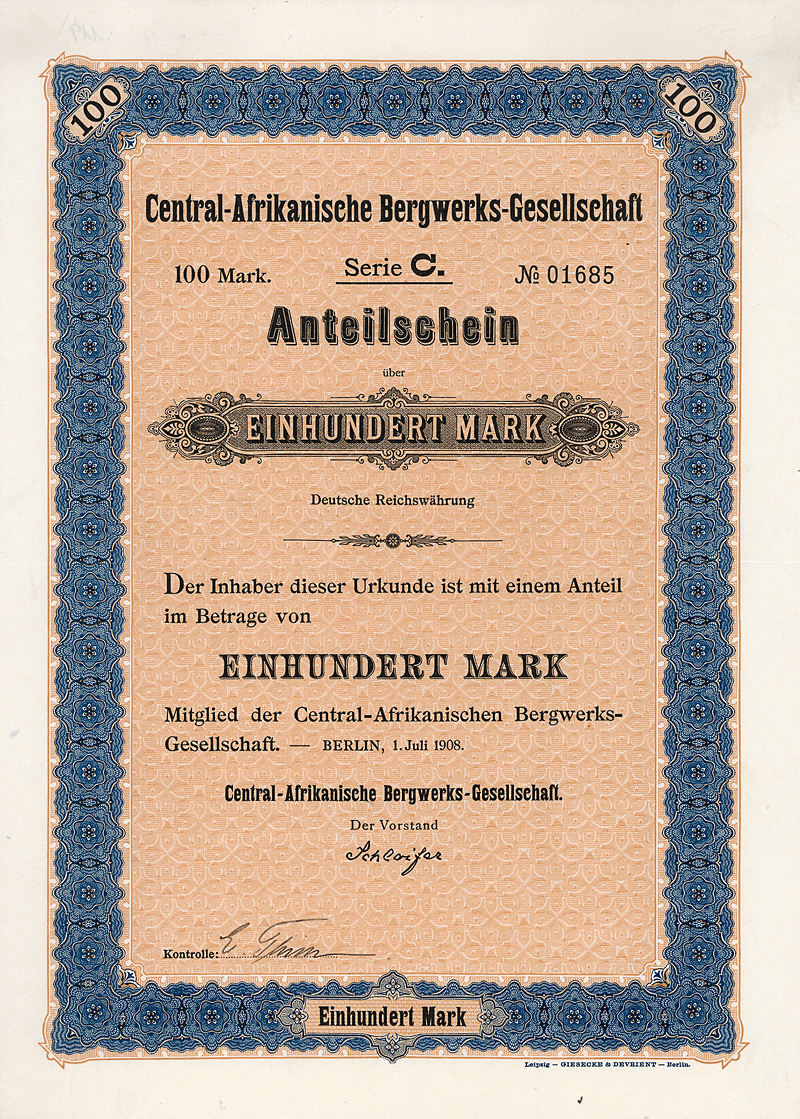 100
100
Central-Afrikanische Bergwerks-Gesellschaft
100 Mark. Serie C. № 01685
Anteilschein
über
EINHUNDERT MARK
Deutsche Reichswährung
Der Inhaber dieser Urkunde ist mit einem Anteil
im Betrage von
EINHUNDERT MARK
Mitglied der Central-Afrikanischen Bergwerks-
Gesellschaft. — BERLIN, 1. Juli 1908.
Central-Afrikanische Bergwerks-Gesellschaft.
Der Vorstand
Kontrolle:
Einhundert Mark
Leipzig — GIESECKE & DEVRIENT — Berlin.